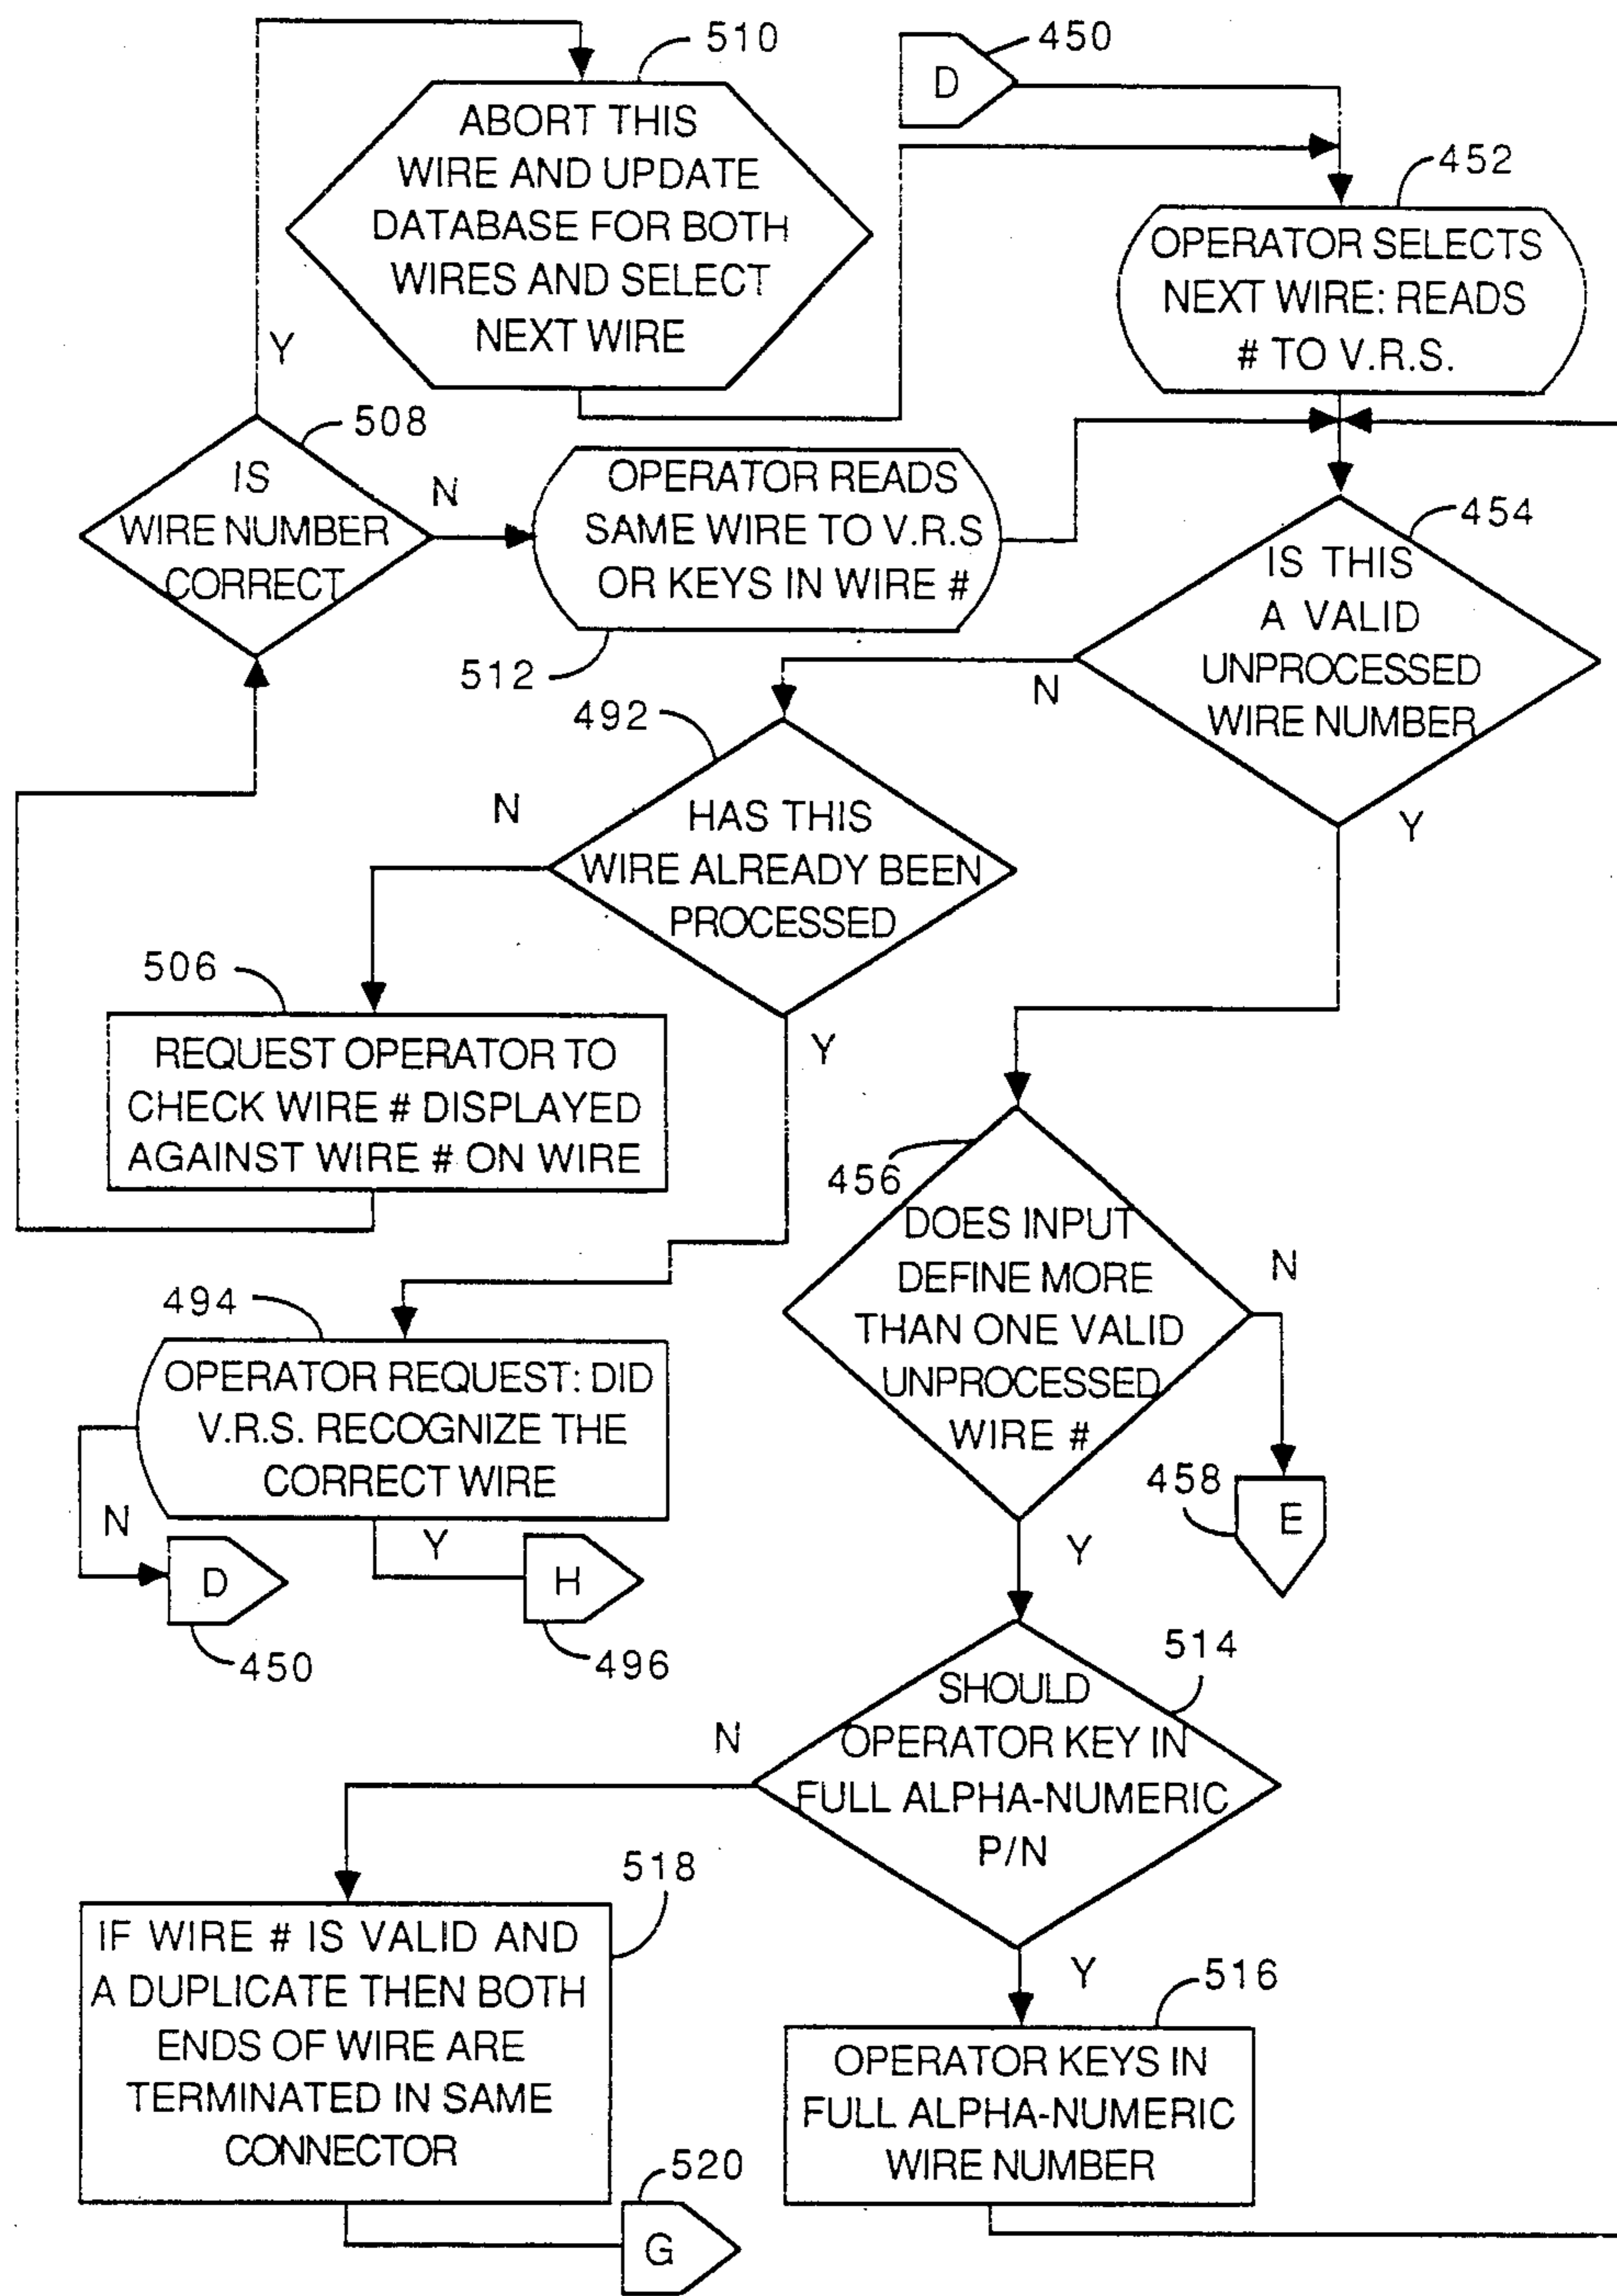 510
ABORT THIS
WIRE AND UPDATE
DATABASE FOR BOTH
WIRES AND SELECT
NEXT WIRE
D
450
452
OPERATOR SELECTS
NEXT WIRE: READS
# TO V.R.S.
Y
508
IS
WIRE NUMBER
CORRECT
N
OPERATOR READS
SAME WIRE TO V.R.S
OR KEYS IN WIRE #
512
454
IS THIS
A VALID
UNPROCESSED
WIRE NUMBER
N
Y
492
HAS THIS
WIRE ALREADY BEEN
PROCESSED
N
Y
506
REQUEST OPERATOR TO
CHECK WIRE # DISPLAYED
AGAINST WIRE # ON WIRE
456
DOES INPUT
DEFINE MORE
THAN ONE VALID
UNPROCESSED
WIRE #
N
Y
458
E
494
OPERATOR REQUEST: DID
V.R.S. RECOGNIZE THE
CORRECT WIRE
N
Y
D
450
H
496
514
SHOULD
OPERATOR KEY IN
FULL ALPHA-NUMERIC
P/N
N
Y
518
IF WIRE # IS VALID AND
A DUPLICATE THEN BOTH
ENDS OF WIRE ARE
TERMINATED IN SAME
CONNECTOR
516
OPERATOR KEYS IN
FULL ALPHA-NUMERIC
WIRE NUMBER
520
G